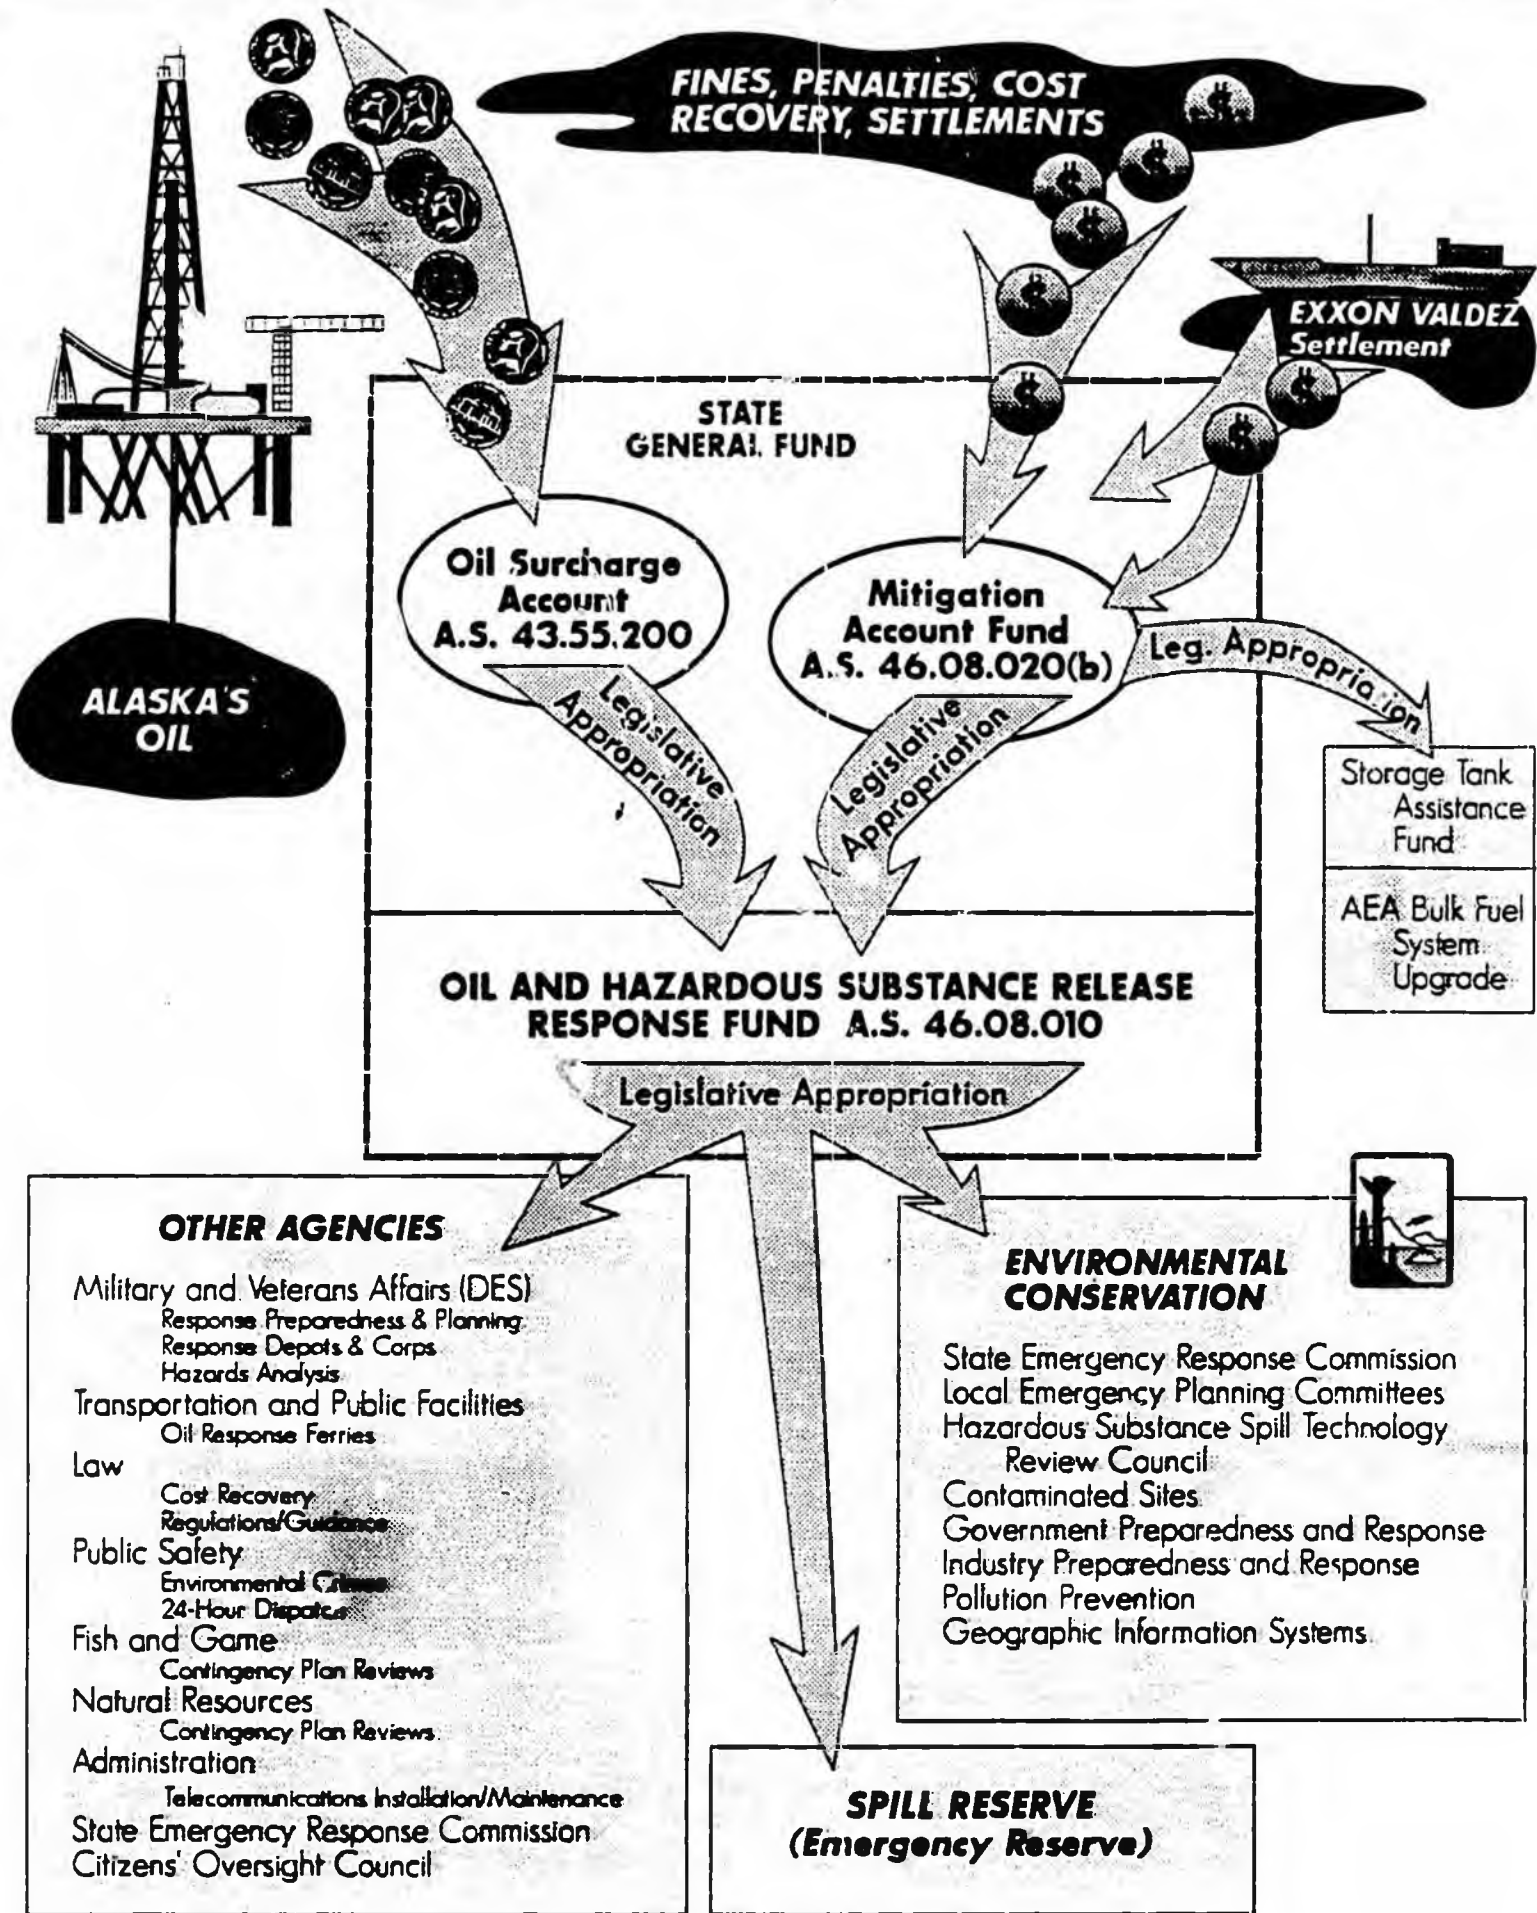 FINES, PENALTIES, COST
RECOVERY, SETTLEMENTS
EXXON VALDEZ
Settlement
STATE
GENERAL FUND
Oil Surcharge
Account
A.S. 43.55.200
Mitigation
Account Fund
A.S. 46.08.020(b)
ALASKA'S
OIL
Legislative
Appropriation
Legislative
Appropriation
Leg. Appropriation
Storage Tank
Assistance
Fund
AEA Bulk Fuel
System
Upgrade
OIL AND HAZARDOUS SUBSTANCE RELEASE
RESPONSE FUND A.S. 46.08.010
Legislative Appropriation
OTHER AGENCIES
Military and Veterans Affairs (DES)
Response Preparedness & Planning
Response Depots & Corps
Hazards Analysis
Transportation and Public Facilities
Oil Response Ferries
Law
Cost Recovery
Regulations/Guidance
Public Safety
Environmental Crimes
24-Hour Dispatch
Fish and Game
Contingency Plan Reviews
Natural Resources
Contingency Plan Reviews
Administration
Telecommunications Installation/Maintenance
State Emergency Response Commission
Citizens' Oversight Council
ENVIRONMENTAL
CONSERVATION
State Emergency Response Commission
Local Emergency Planning Committees
Hazardous Substance Spill Technology
Review Council
Contaminated Sites
Government Preparedness and Response
Industry Preparedness and Response
Pollution Prevention
Geographic Information Systems
SPILL RESERVE
(Emergency Reserve)